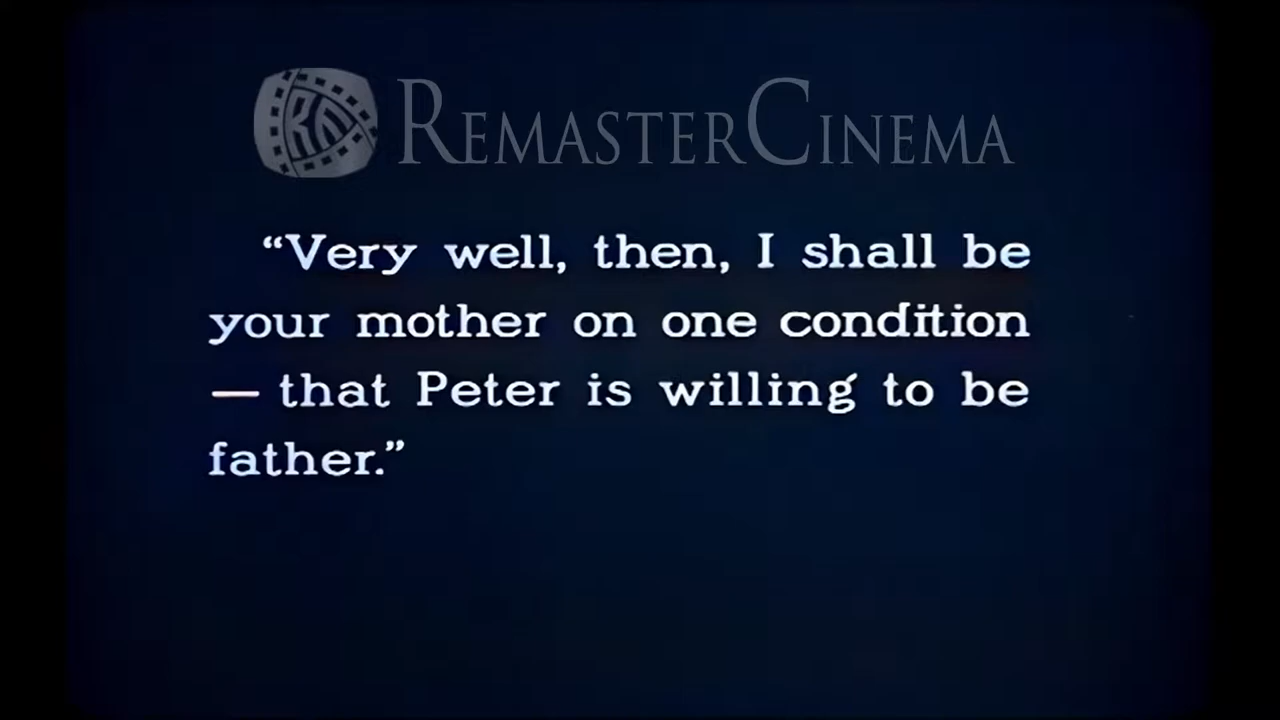 REMASTERCINEMA
“Very well, then, I shall be
your mother on one condition
— that Peter is willing to be
father.”